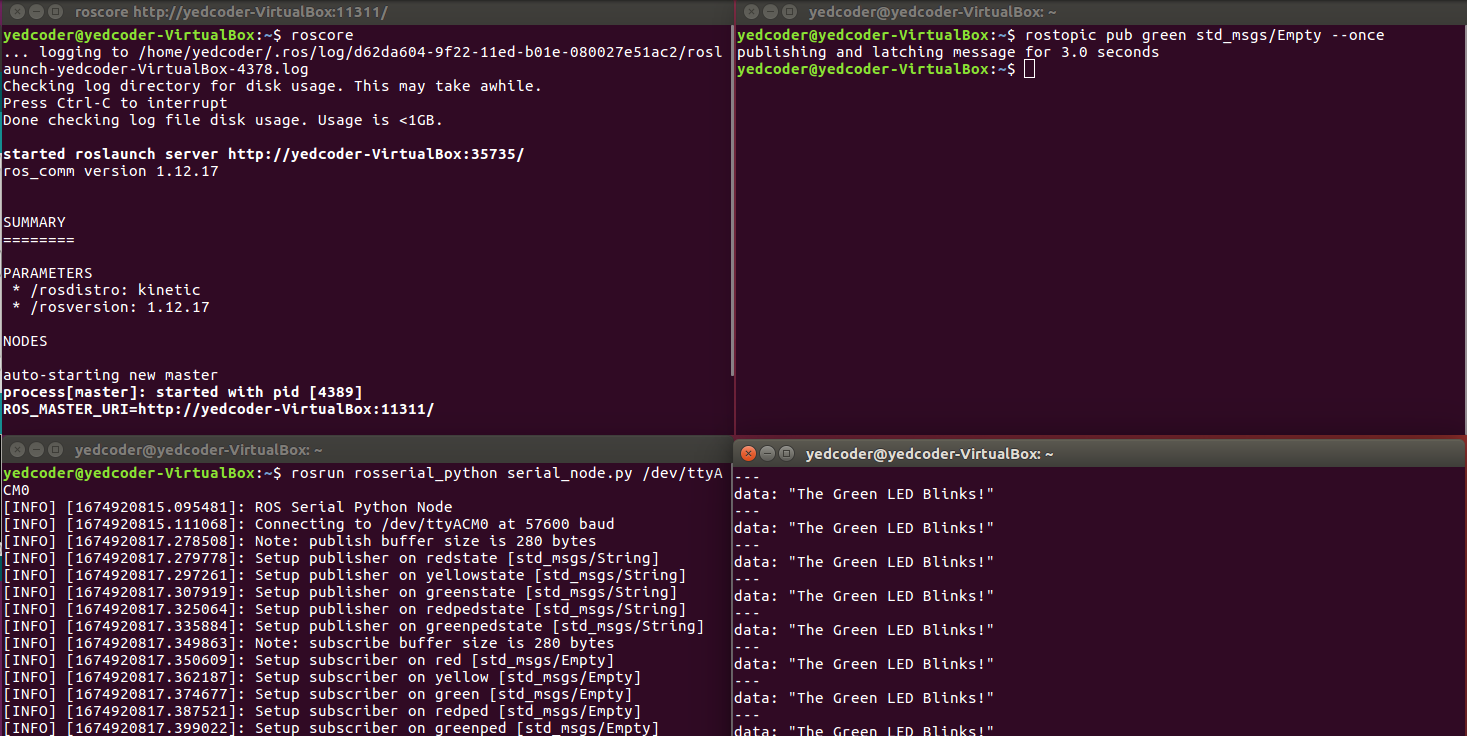 roscore http://yedcoder-VirtualBox:11311/
yedcoder@yedcoder-VirtualBox:~$ roscore
... logging to /home/yedcoder/.ros/log/d62da604-9f22-11ed-b01e-080027e51ac2/rosl
aunch-yedcoder-VirtualBox-4378.log
Checking log directory for disk usage. This may take awhile.
Press Ctrl-C to interrupt
Done checking log file disk usage. Usage is <1GB.
started roslaunch server http://yedcoder-VirtualBox:35735/
ros_comm version 1.12.17
SUMMARY
========
PARAMETERS
* /rosdistro: kinetic
* /rosversion: 1.12.17
NODES
auto-starting new master
process[master]: started with pid [4389]
ROS_MASTER_URI=http://yedcoder-VirtualBox:11311/
yedcoder@yedcoder-VirtualBox: ~
yedcoder@yedcoder-VirtualBox:~$ rostopic pub green std_msgs/Empty --once
publishing and latching message for 3.0 seconds
yedcoder@yedcoder-VirtualBox:~$
yedcoder@yedcoder-VirtualBox: ~
yedcoder@yedcoder-VirtualBox:~$ rosrun rosserial_python serial_node.py /dev/ttyA
CM0
[INFO] [1674920815.095481]: ROS Serial Python Node
[INFO] [1674920815.111068]: Connecting to /dev/ttyACM0 at 57600 baud
[INFO] [1674920817.278508]: Note: publish buffer size is 280 bytes
[INFO] [1674920817.279778]: Setup publisher on redstate [std_msgs/String]
[INFO] [1674920817.297261]: Setup publisher on yellowstate [std_msgs/String]
[INFO] [1674920817.307919]: Setup publisher on greenstate [std_msgs/String]
[INFO] [1674920817.325064]: Setup publisher on redpedstate [std_msgs/String]
[INFO] [1674920817.335884]: Setup publisher on greenpedstate [std_msgs/String]
[INFO] [1674920817.349863]: Note: subscribe buffer size is 280 bytes
[INFO] [1674920817.350609]: Setup subscriber on red [std_msgs/Empty]
[INFO] [1674920817.362187]: Setup subscriber on yellow [std_msgs/Empty]
[INFO] [1674920817.374677]: Setup subscriber on green [std_msgs/Empty]
[INFO] [1674920817.387521]: Setup subscriber on redped [std_msgs/Empty]
[INFO] [1674920817.399022]: Setup subscriber on greenped [std_msgs/Empty]
yedcoder@yedcoder-VirtualBox: ~
---
data: "The Green LED Blinks!"
---
data: "The Green LED Blinks!"
---
data: "The Green LED Blinks!"
---
data: "The Green LED Blinks!"
---
data: "The Green LED Blinks!"
---
data: "The Green LED Blinks!"
---
data: "The Green LED Blinks!"
---
data: "The Green LED Blinks!"